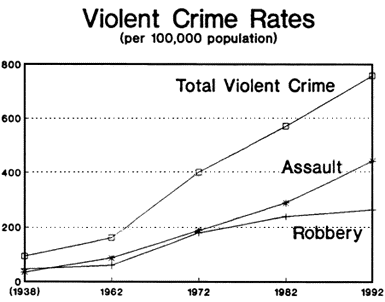 Violent Crime Rates
(per 100,000 population)
800
Total Violent Crime
600
400
Assault
200
Robbery
0
(1938) 1962 1972 1982 1992